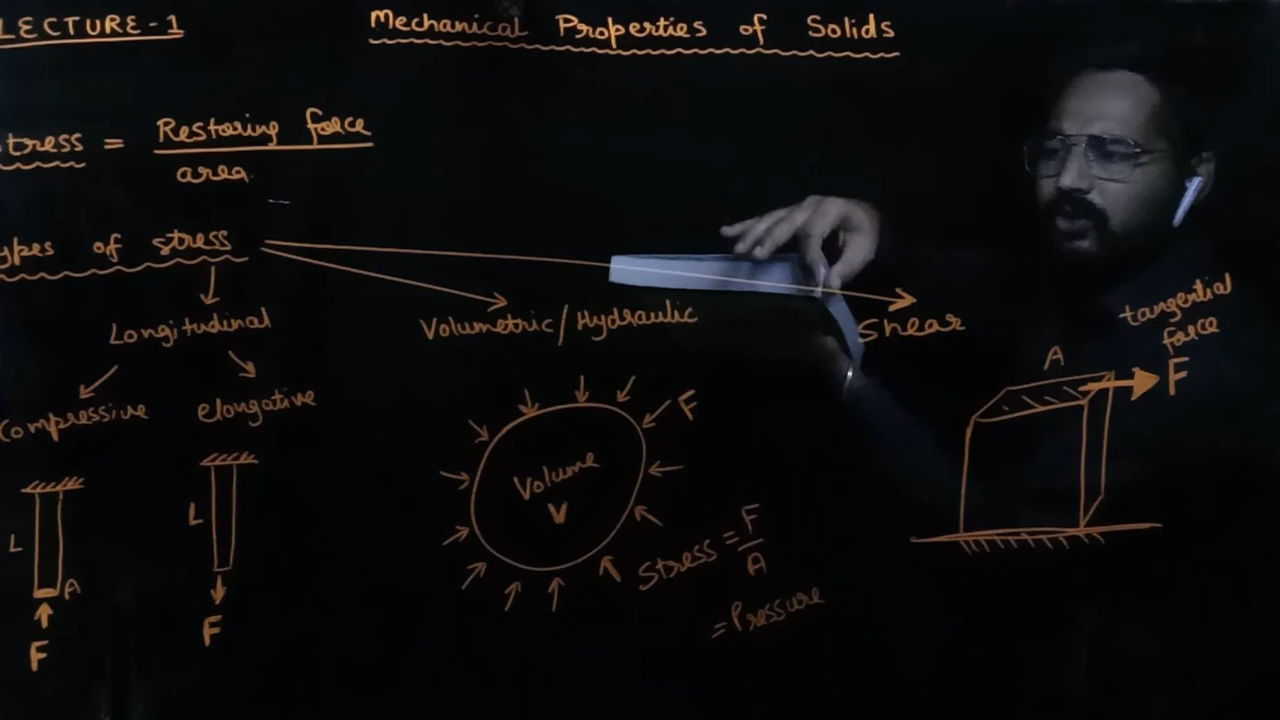 LECTURE-1
Mechanical Properties of Solids
tress = Restoring force
area.
ypes of stress
Longitudinal
Volumetric/Hydraulic
Shear
tangential
force
Compressive
elongative
A
F
F
Volume
V
L
L
A
F
F
Stress = F
A
= Pressure